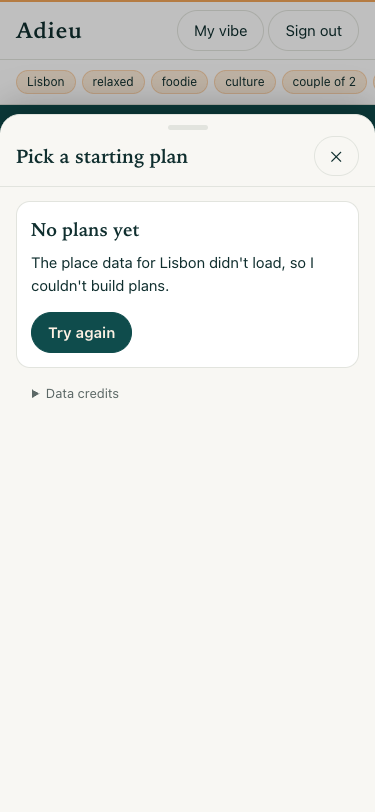 Adieu
My vibe
Sign out
Lisbon
relaxed
foodie
culture
couple of 2
Pick a starting plan
No plans yet
The place data for Lisbon didn't load, so I
couldn't build plans.
Try again
Data credits